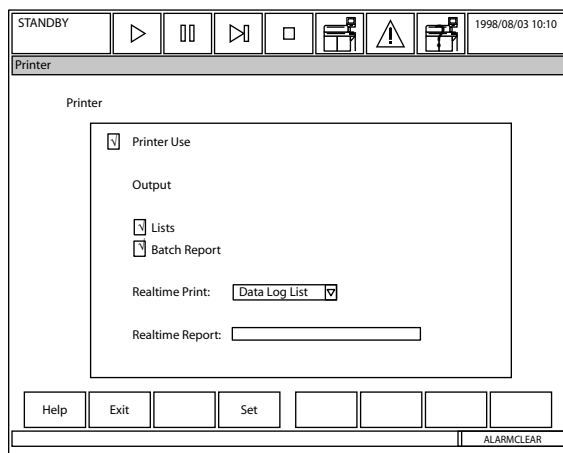 STANDBY
1998/08/03 10:10
Printer
Printer
√ Printer Use
Output
√ Lists
√ Batch Report
Realtime Print: Data Log List
Realtime Report:
Help Exit Set
ALARMCLEAR